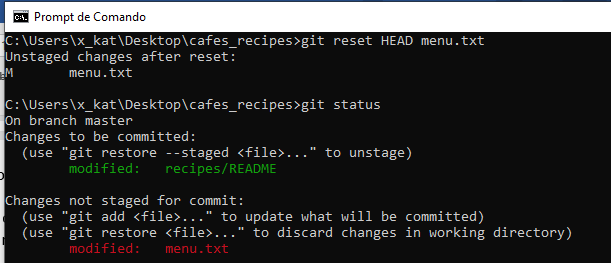 Prompt de Comando
C:\Users\x_kat\Desktop\cafes_recipes>git reset HEAD menu.txt
Unstaged changes after reset:
M       menu.txt
C:\Users\x_kat\Desktop\cafes_recipes>git status
On branch master
Changes to be committed:
  (use "git restore --staged <file>..." to unstage)
        modified:   recipes/README
Changes not staged for commit:
  (use "git add <file>..." to update what will be committed)
  (use "git restore <file>..." to discard changes in working directory)
        modified:   menu.txt